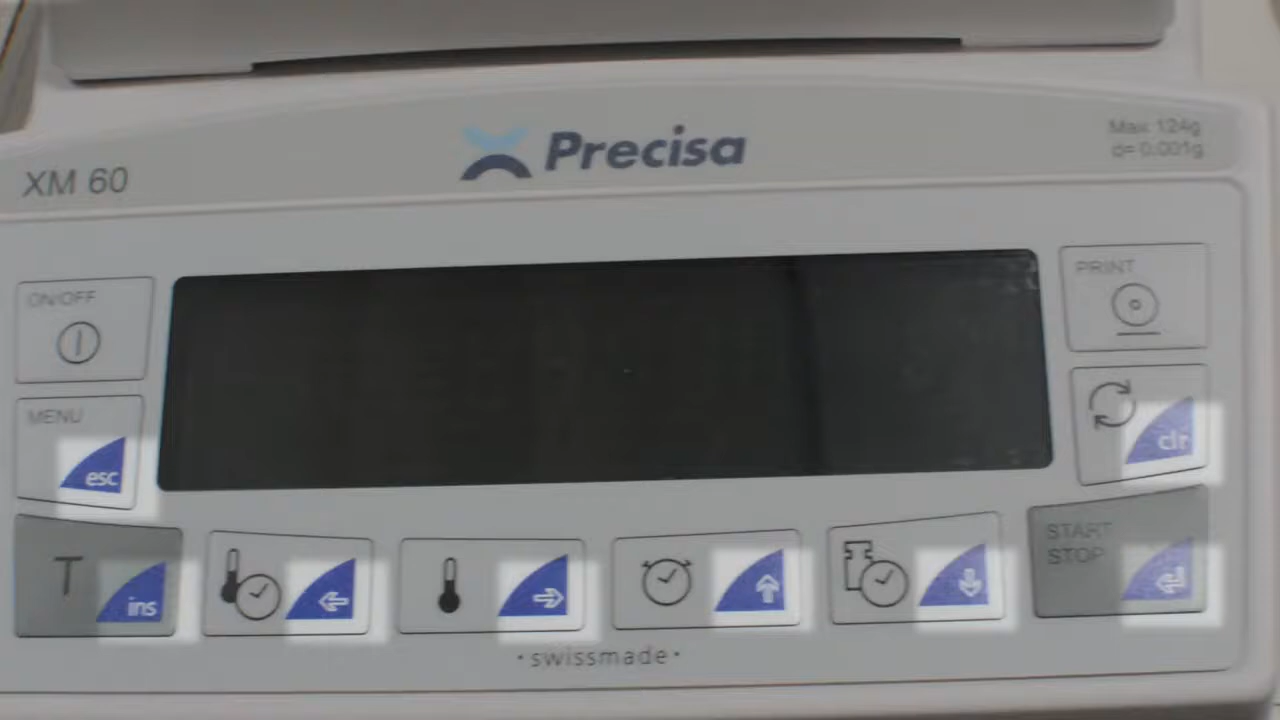 Precisa
Max 124g
d= 0.001g
XM 60
ON/OFF
PRINT
MENU
esc
clr
T
ins
START
STOP
·swissmade·